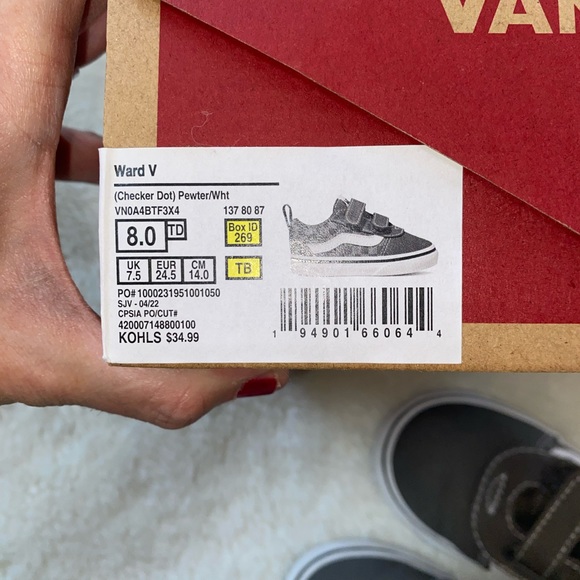 VAN
Ward V
(Checker Dot) Pewter/Wht
VN0A4BTF3X4 137 80 87
8.0 TD Box ID 269
UK 7.5 EUR 24.5 CM 14.0 TB
PO# 1000231951001050
SJV - 04/22
CPSIA PO/CUT#
420007148800100
KOHLS $34.99
1 94901 66064 4